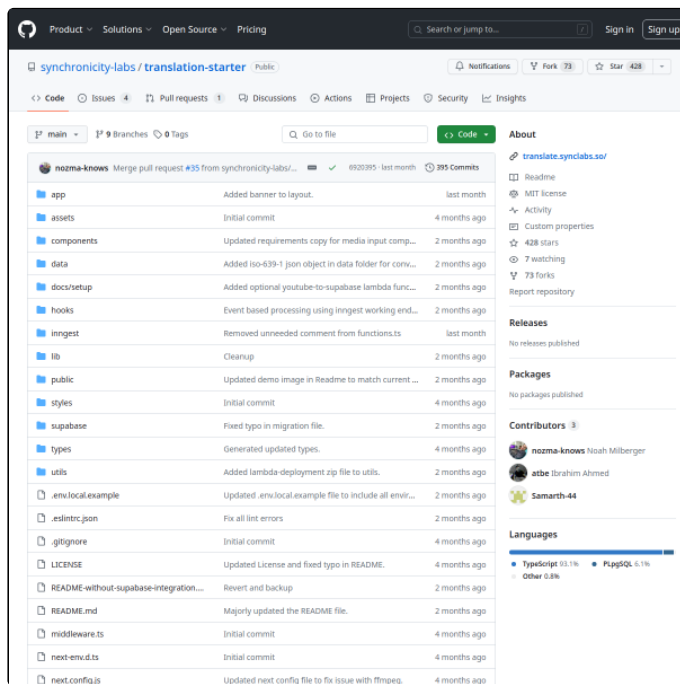 Product Solutions Open Source Pricing Search or jump to... / Sign in Sign up
synchronicity-labs / translation-starter Public Notifications Fork 73 Star 428
Code Issues 4 Pull requests 1 Discussions Actions Projects Security Insights
main 9 Branches 0 Tags Go to file Code
nozma-knows Merge pull request #35 from synchronicity-labs/... 6920395 · last month 395 Commits
app Added banner to layout. last month
assets Initial commit 4 months ago
components Updated requirements copy for media input comp... 2 months ago
data Added iso-639-1 json object in data folder for conv... 2 months ago
docs/setup Added optional youtube-to-supabase lambda func... 2 months ago
hooks Event based processing using inngest working end... 2 months ago
inngest Removed unneeded comment from functions.ts last month
lib Cleanup 2 months ago
public Updated demo image in Readme to match current ... 2 months ago
styles Initial commit 4 months ago
supabase Fixed typo in migration file. 2 months ago
types Generated updated types. 4 months ago
utils Added lambda-deployment zip file to utils. 2 months ago
.env.local.example Updated .env.local.example file to include all envir... 2 months ago
.eslintrc.json Fix all lint errors 2 months ago
.gitignore Initial commit 4 months ago
LICENSE Updated License and fixed typo in README. 4 months ago
README-without-supabase-integration.... Revert and backup 2 months ago
README.md Majorly updated the README file. 2 months ago
middleware.ts Initial commit 4 months ago
next-env.d.ts Initial commit 4 months ago
next.config.js Updated next config file to fix issue with ffmpeg. 2 months ago
About
translate.synclabs.so/
Readme
MIT license
Activity
Custom properties
428 stars
7 watching
73 forks
Report repository
Releases
No releases published
Packages
No packages published
Contributors 3
nozma-knows Noah Milberger
atbe Ibrahim Ahmed
Samarth-44
Languages
TypeScript 93.1% PLpgSQL 6.1%
Other 0.8%